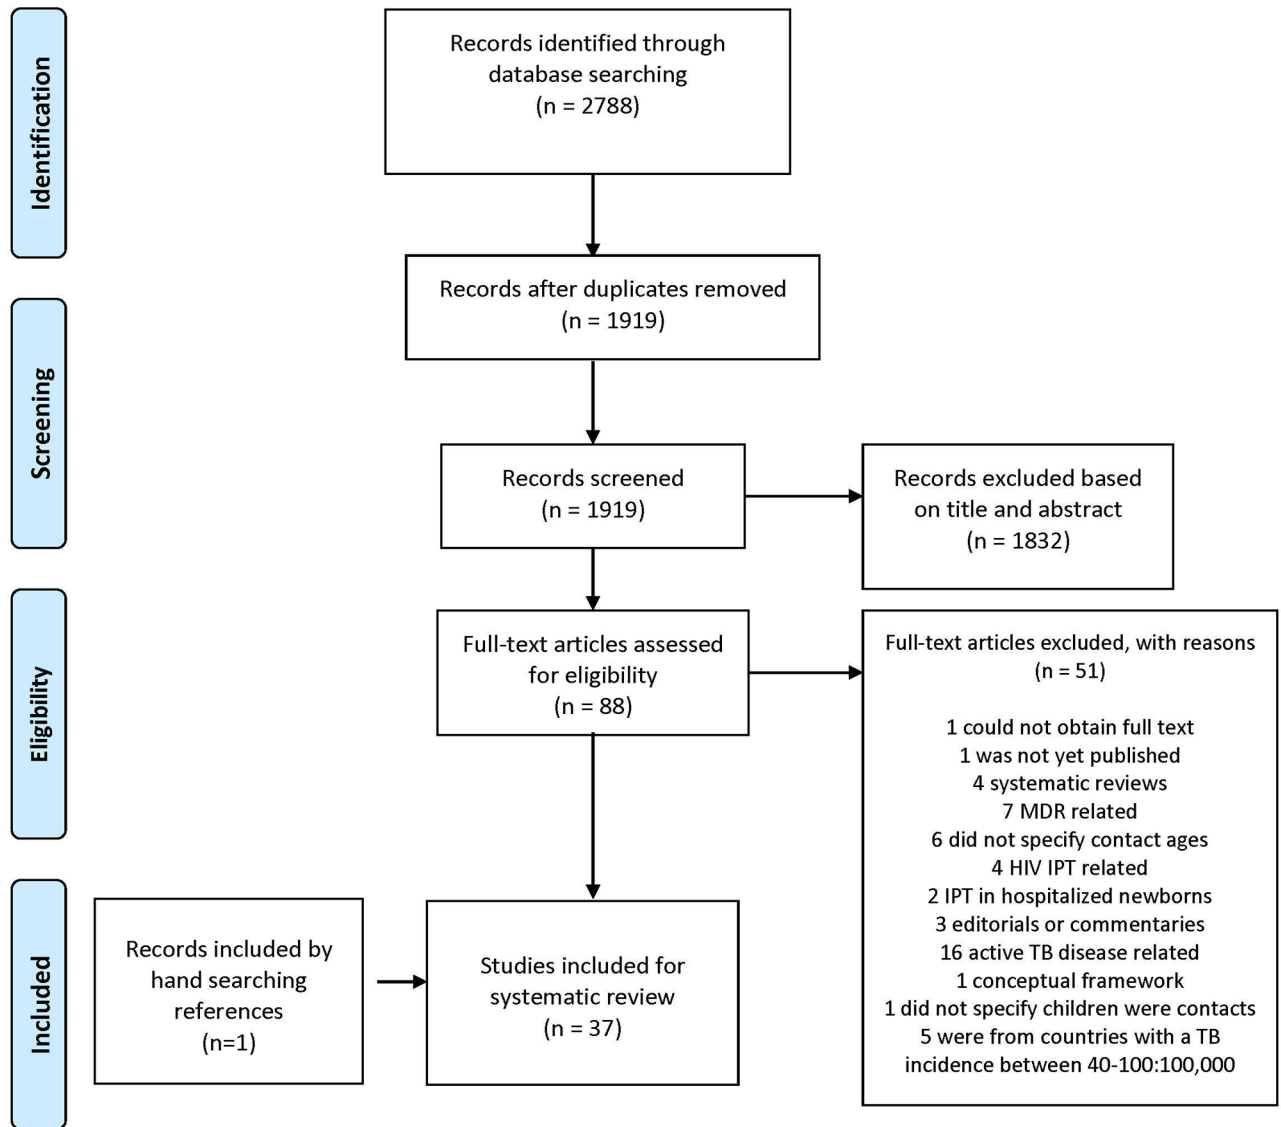 Identification
Records identified through
database searching
(n = 2788)
Records after duplicates removed
(n = 1919)
Screening
Records screened
(n = 1919)
Records excluded based
on title and abstract
(n = 1832)
Eligibility
Full-text articles assessed
for eligibility
(n = 88)
Full-text articles excluded, with reasons
(n = 51)
1 could not obtain full text
1 was not yet published
4 systematic reviews
7 MDR related
6 did not specify contact ages
4 HIV IPT related
2 IPT in hospitalized newborns
3 editorials or commentaries
16 active TB disease related
1 conceptual framework
1 did not specify children were contacts
5 were from countries with a TB
incidence between 40-100:100,000
Included
Records included by
hand searching
references
(n=1)
Studies included for
systematic review
(n = 37)